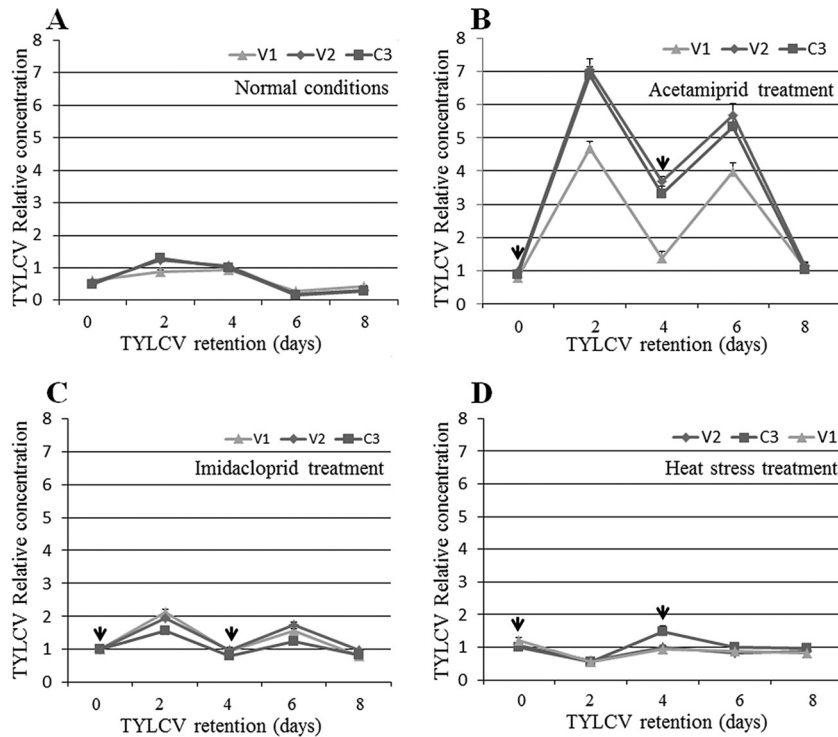 A
V1 V2 C3
Normal conditions
TYLCV Relative concentration
8
7
6
5
4
3
2
1
0
0 2 4 6 8
TYLCV retention (days)
B
V1 V2 C3
Acetamiprid treatment
TYLCV Relative concentration
8
7
6
5
4
3
2
1
0
0 2 4 6 8
TYLCV retention (days)
C
V1 V2 C3
Imidacloprid treatment
TYLCV Relative concentration
8
7
6
5
4
3
2
1
0
0 2 4 6 8
TYLCV retention (days)
D
V2 C3 V1
Heat stress treatment
TYLCV Relative concentration
8
7
6
5
4
3
2
1
0
0 2 4 6 8
TYLCV retention (days)